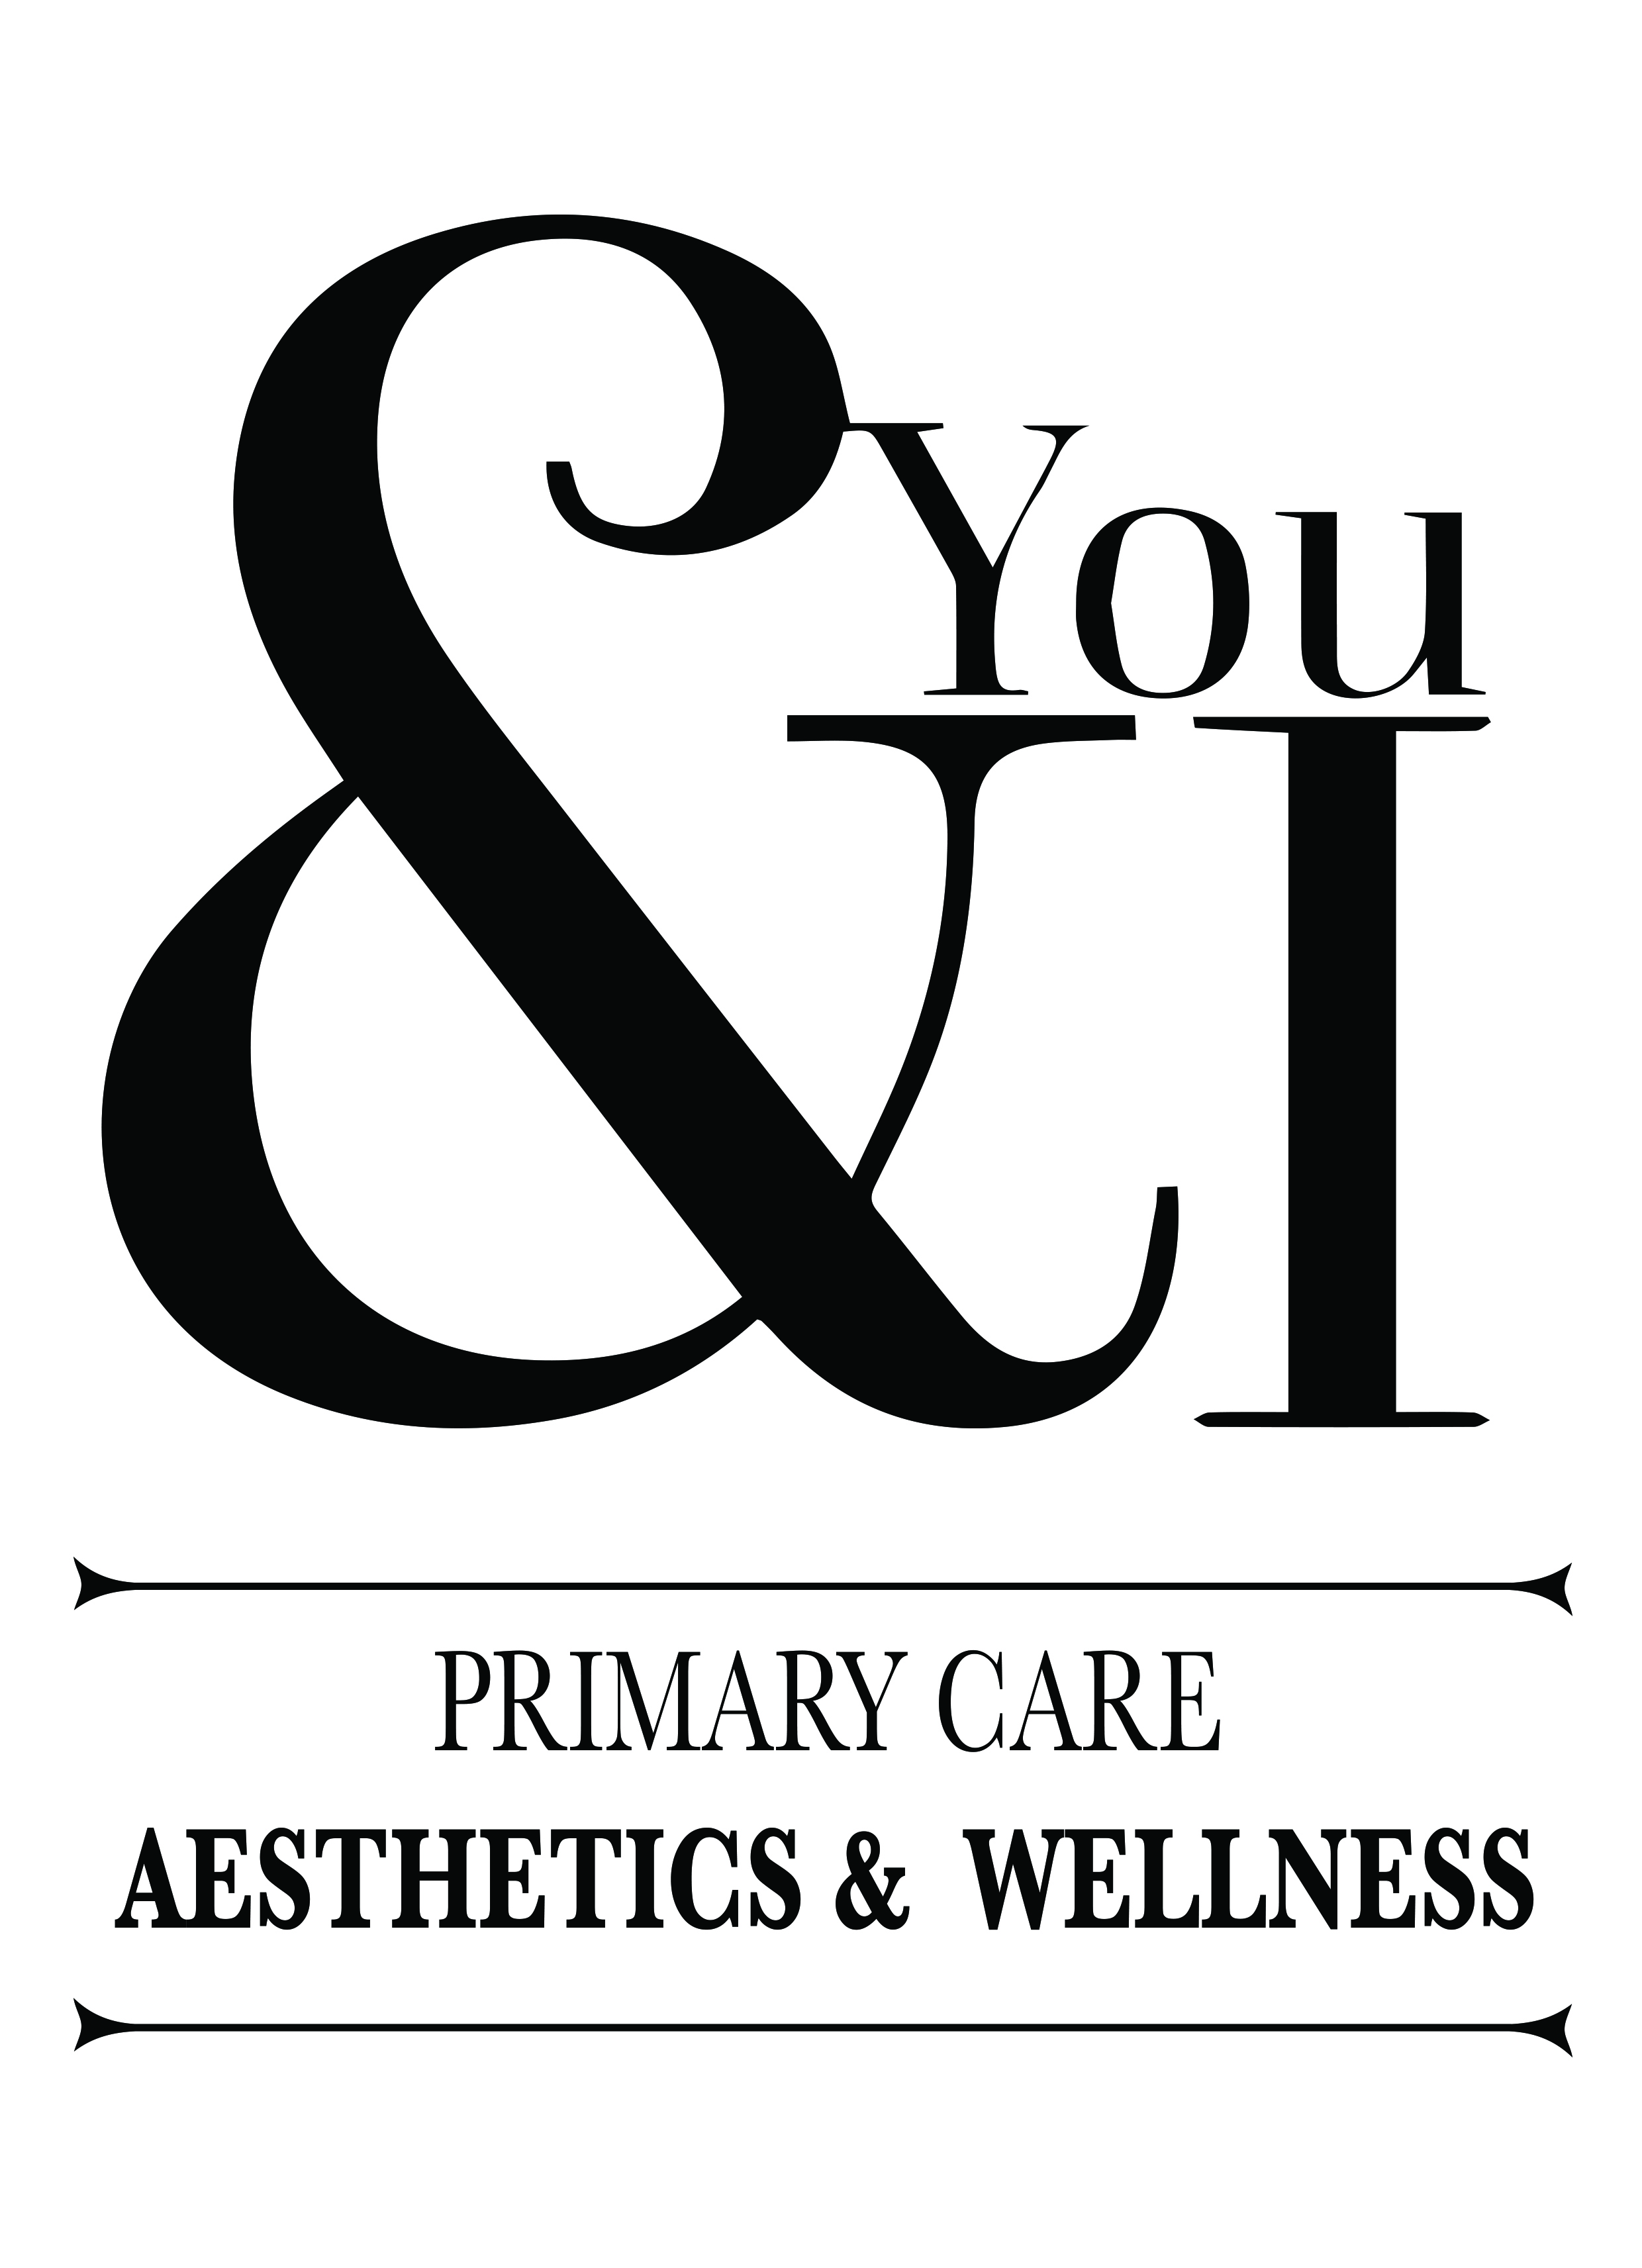 You
& I
PRIMARY CARE
AESTHETICS & WELLNESS